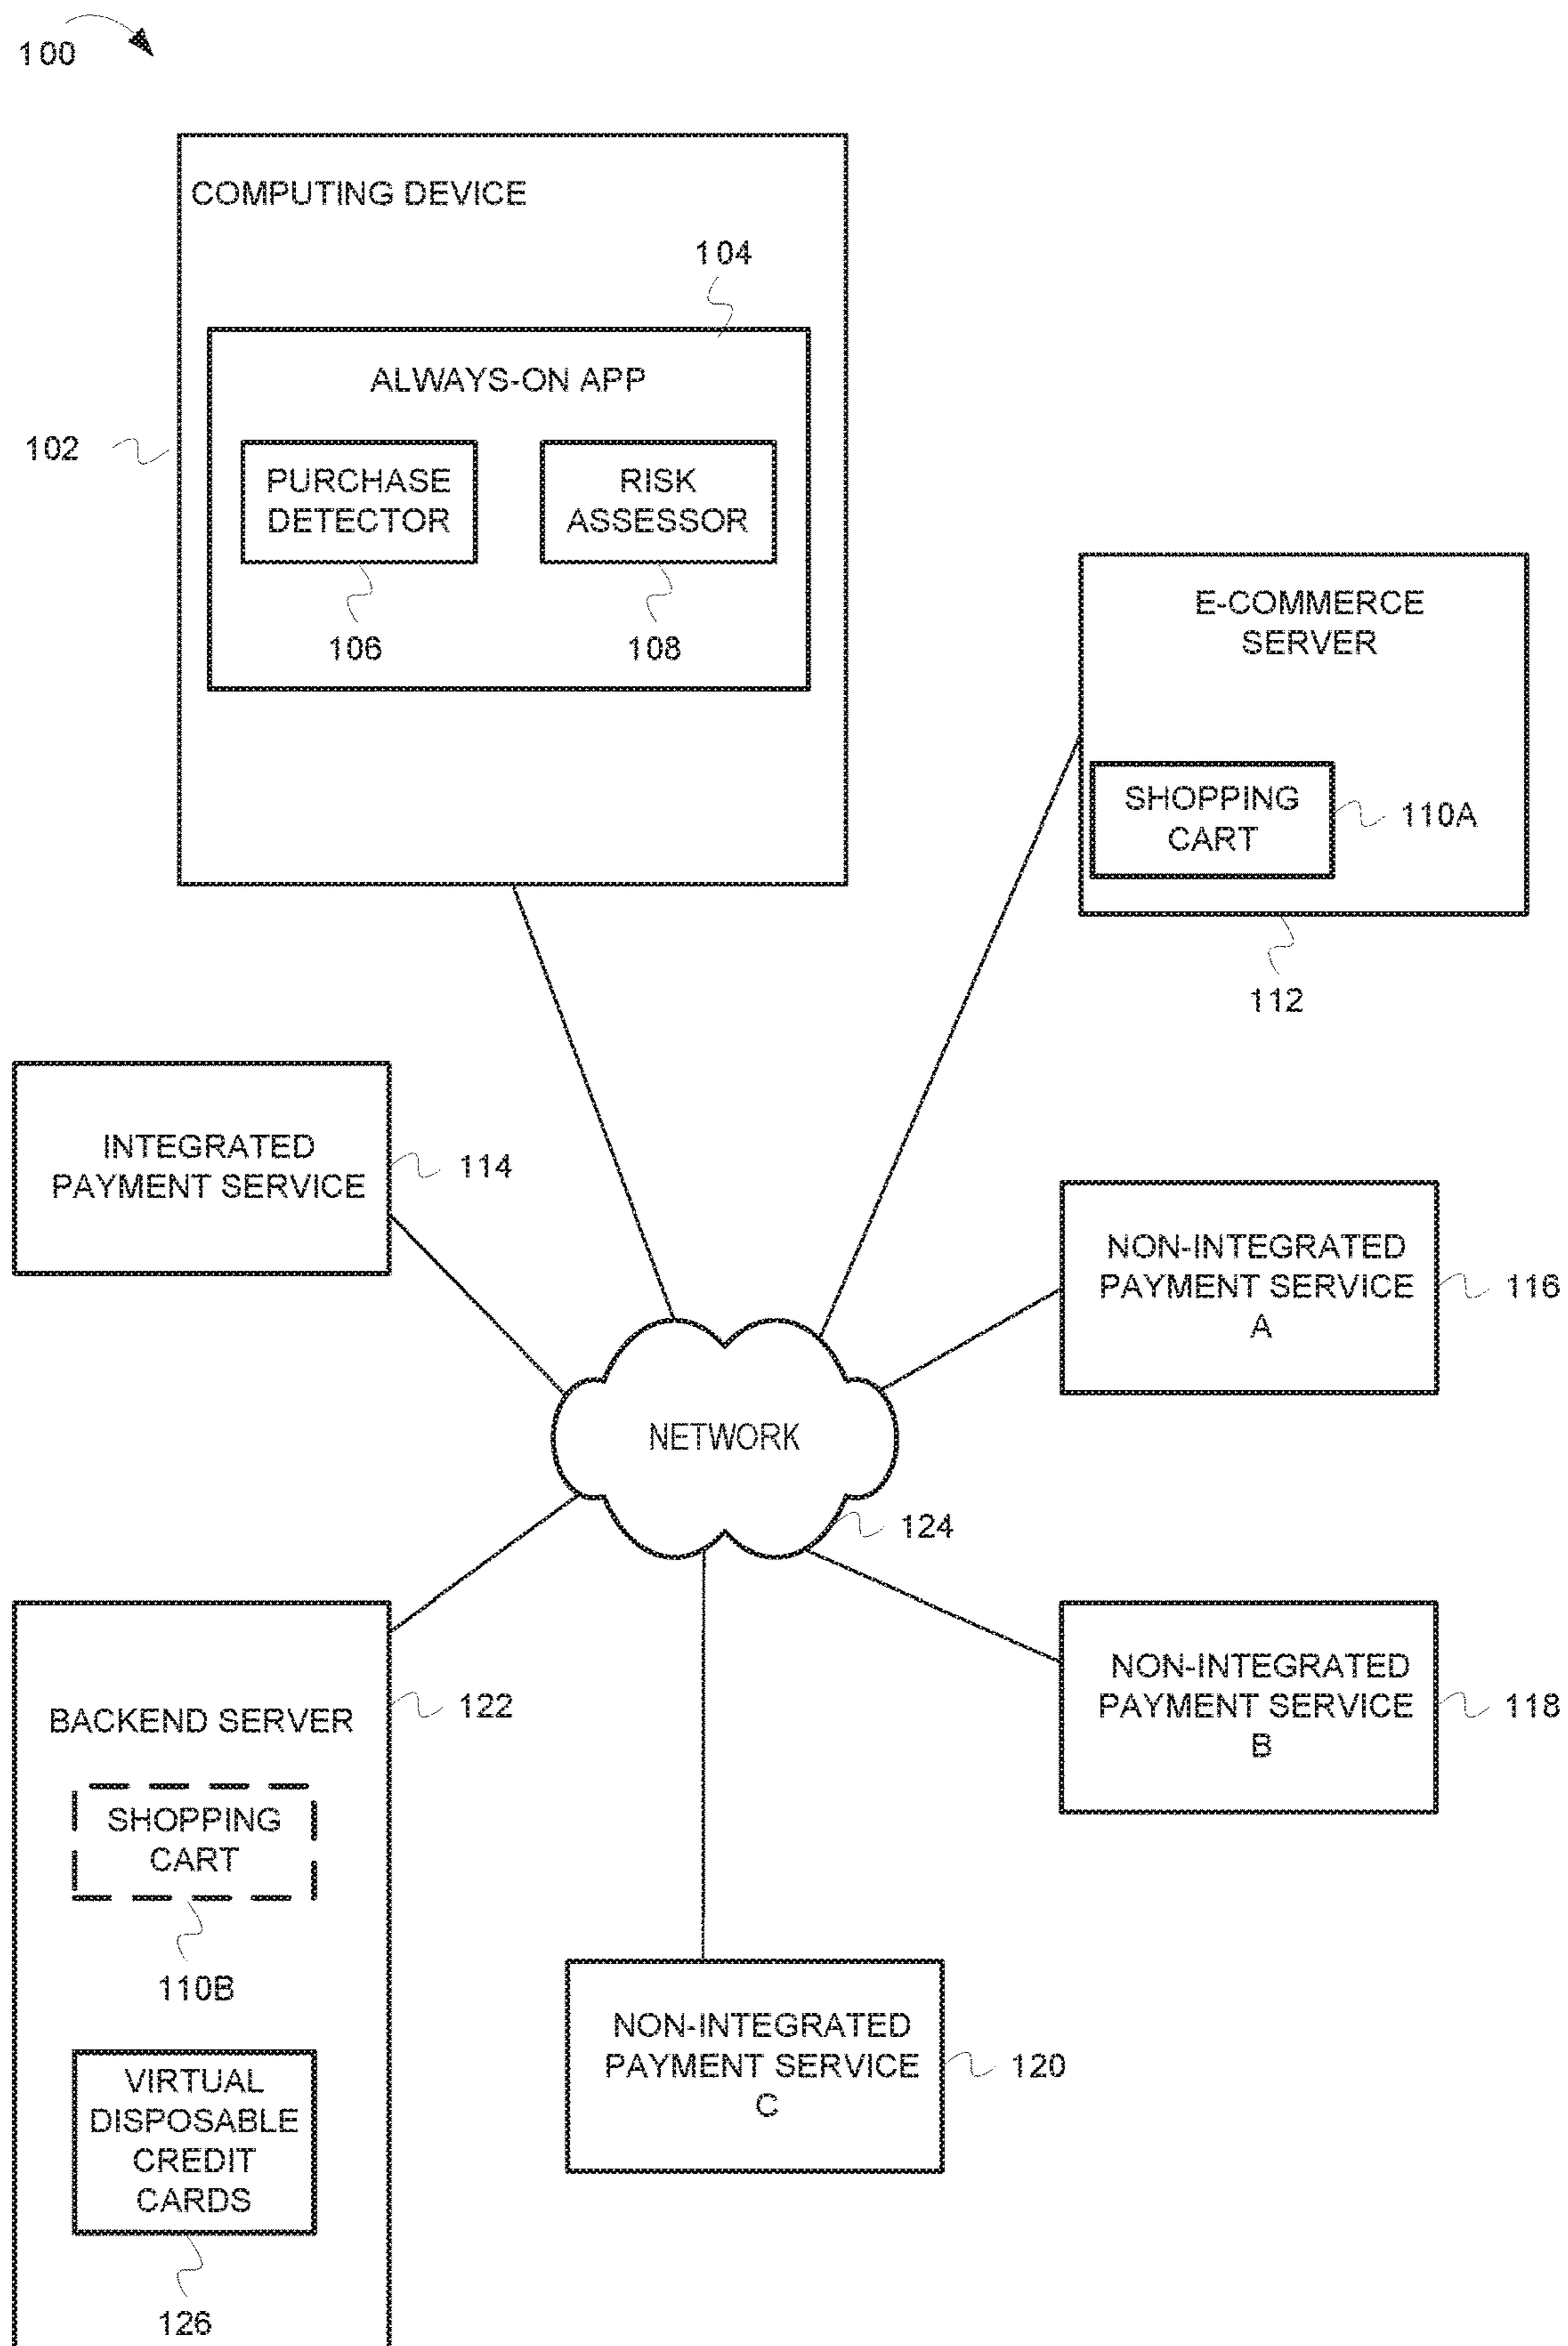 100
COMPUTING DEVICE
104
ALWAYS-ON APP
102
PURCHASE
DETECTOR
RISK
ASSESSOR
106
108
E-COMMERCE
SERVER
SHOPPING
CART
110A
112
INTEGRATED
PAYMENT SERVICE
114
NON-INTEGRATED
PAYMENT SERVICE
A
116
NETWORK
124
NON-INTEGRATED
PAYMENT SERVICE
B
118
BACKEND SERVER
122
SHOPPING
CART
110B
NON-INTEGRATED
PAYMENT SERVICE
C
120
VIRTUAL
DISPOSABLE
CREDIT
CARDS
126